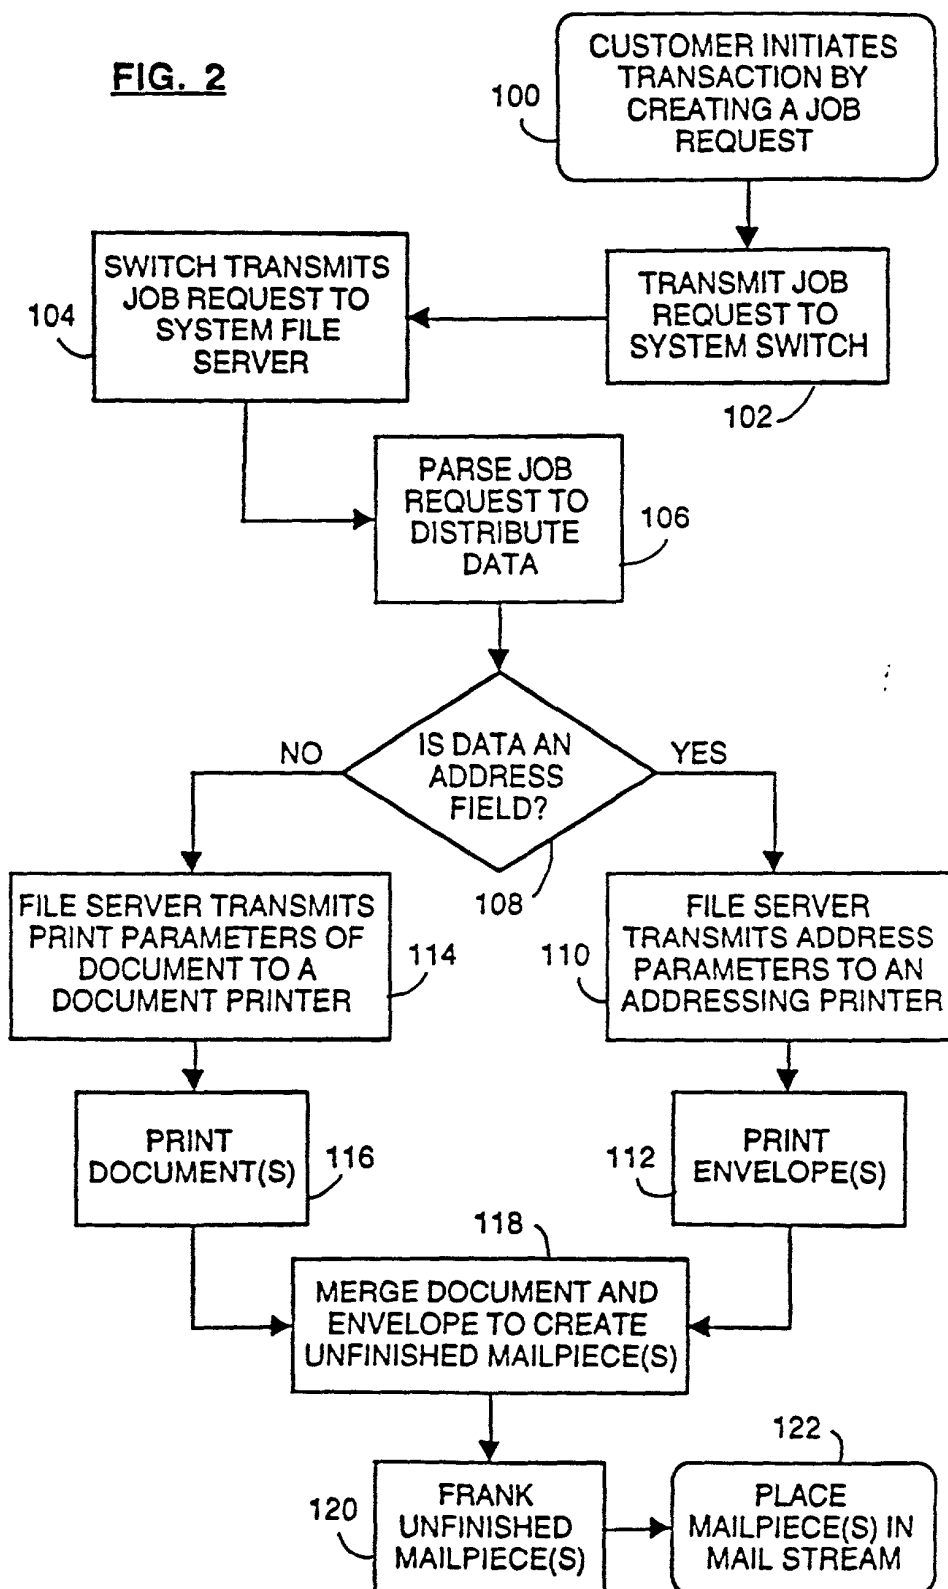 FIG. 2
CUSTOMER INITIATES
TRANSACTION BY
CREATING A JOB
REQUEST
100
TRANSMIT JOB
REQUEST TO
SYSTEM SWITCH
102
SWITCH TRANSMITS
JOB REQUEST TO
SYSTEM FILE
SERVER
104
PARSE JOB
REQUEST TO
DISTRIBUTE
DATA
106
IS DATA AN
ADDRESS
FIELD?
NO
YES
108
FILE SERVER TRANSMITS
PRINT PARAMETERS OF
DOCUMENT TO A
DOCUMENT PRINTER
114
FILE SERVER
TRANSMITS ADDRESS
PARAMETERS TO AN
ADDRESSING PRINTER
110
PRINT
DOCUMENT(S)
116
PRINT
ENVELOPE(S)
112
118
MERGE DOCUMENT AND
ENVELOPE TO CREATE
UNFINISHED MAILPIECE(S)
FRANK
UNFINISHED
MAILPIECE(S)
120
122
PLACE
MAILPIECE(S) IN
MAIL STREAM